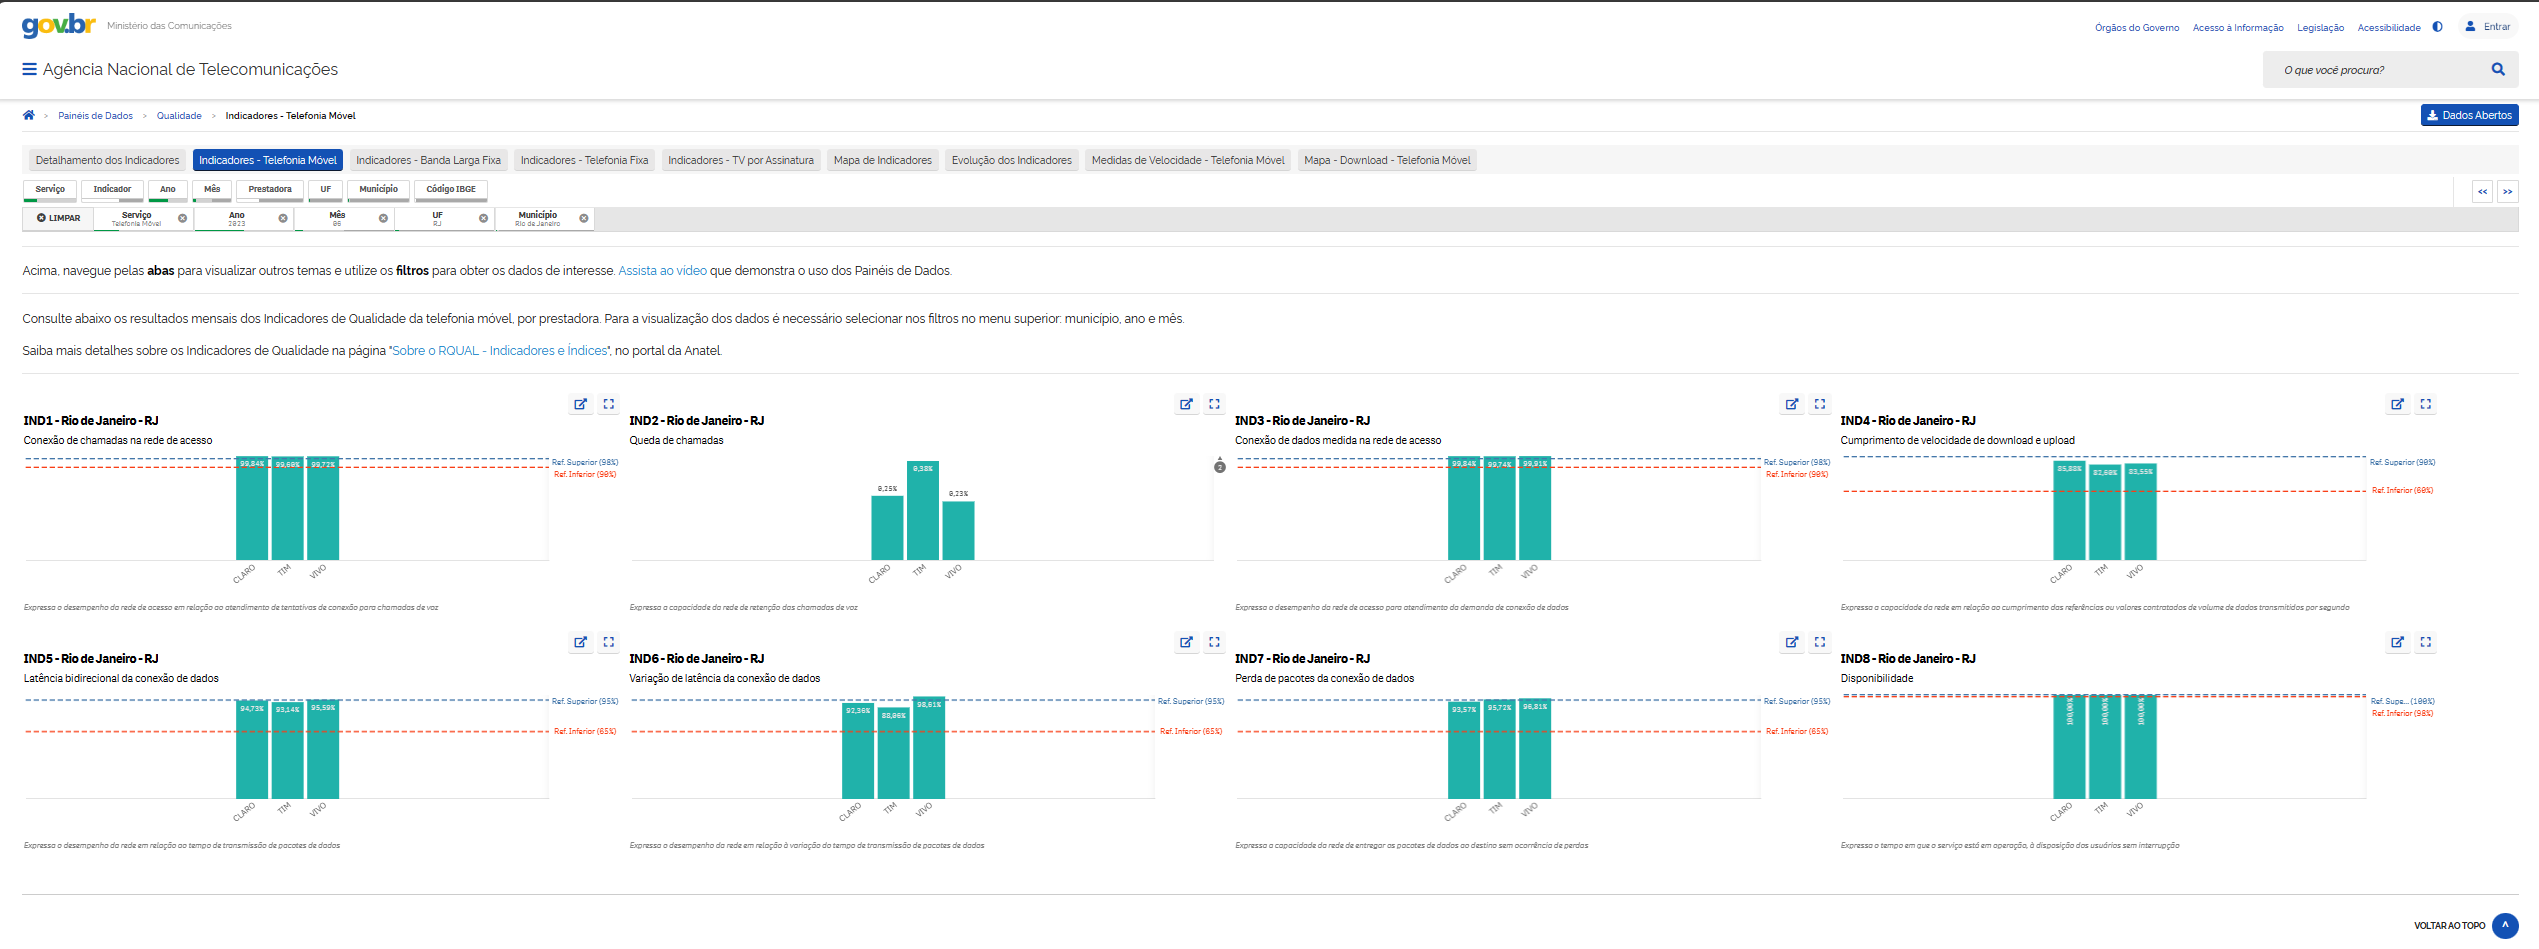 gov.br Ministério das Comunicações
Órgãos do Governo Acesso à Informação Legislação Acessibilidade Entrar
Agência Nacional de Telecomunicações
O que você procura?
> Painéis de Dados > Qualidade > Indicadores - Telefonia Móvel
Dados Abertos
Detalhamento dos Indicadores Indicadores - Telefonia Móvel Indicadores - Banda Larga Fixa Indicadores - Telefonia Fixa Indicadores - TV por Assinatura Mapa de Indicadores Evolução dos Indicadores Medidas de Velocidade - Telefonia Móvel Mapa - Download - Telefonia Móvel
Serviço Indicador Ano Mês Prestadora UF Município Código IBGE << >>
LIMPAR Serviço Ano Mês UF Município
Telefonia Móvel 2023 06 RJ Rio de Janeiro
Acima, navegue pelas abas para visualizar outros temas e utilize os filtros para obter os dados de interesse. Assista ao vídeo que demonstra o uso dos Painéis de Dados.
Consulte abaixo os resultados mensais dos Indicadores de Qualidade da telefonia móvel, por prestadora. Para a visualização dos dados é necessário selecionar nos filtros no menu superior: município, ano e mês.
Saiba mais detalhes sobre os Indicadores de Qualidade na página "Sobre o RQUAL - Indicadores e Índices", no portal da Anatel.
IND1 - Rio de Janeiro - RJ
Conexão de chamadas na rede de acesso
99,84% 99,60% 99,72%
Ref. Superior (98%)
Ref. Inferior (90%)
CLARO TIM VIVO
Expressa o desempenho da rede de acesso em relação ao atendimento de tentativas de conexão para chamadas de voz
IND2 - Rio de Janeiro - RJ
Queda de chamadas
0,25% 0,38% 0,23%
2
CLARO TIM VIVO
Expressa a capacidade da rede de retenção das chamadas de voz
IND3 - Rio de Janeiro - RJ
Conexão de dados medida na rede de acesso
99,84% 99,74% 99,91%
Ref. Superior (98%)
Ref. Inferior (90%)
CLARO TIM VIVO
Expressa o desempenho da rede de acesso para atendimento da demanda de conexão de dados
IND4 - Rio de Janeiro - RJ
Cumprimento de velocidade de download e upload
85,88% 82,60% 83,55%
Ref. Superior (90%)
Ref. Inferior (60%)
CLARO TIM VIVO
Expressa a capacidade da rede em relação ao cumprimento das referências ou valores contratados de volume de dados transmitidos por segundo
IND5 - Rio de Janeiro - RJ
Latência bidirecional da conexão de dados
94,73% 93,14% 95,59%
Ref. Superior (95%)
Ref. Inferior (65%)
CLARO TIM VIVO
Expressa o desempenho da rede em relação ao tempo de transmissão de pacotes de dados
IND6 - Rio de Janeiro - RJ
Variação de latência da conexão de dados
92,36% 88,06% 98,61%
Ref. Superior (95%)
Ref. Inferior (65%)
CLARO TIM VIVO
Expressa o desempenho da rede em relação à variação do tempo de transmissão de pacotes de dados
IND7 - Rio de Janeiro - RJ
Perda de pacotes da conexão de dados
93,57% 95,72% 96,81%
Ref. Superior (95%)
Ref. Inferior (65%)
CLARO TIM VIVO
Expressa a capacidade da rede de entregar os pacotes de dados ao destino sem ocorrência de perdas
IND8 - Rio de Janeiro - RJ
Disponibilidade
100,00% 100,00% 100,00%
Ref. Supe... (100%)
Ref. Inferior (98%)
CLARO TIM VIVO
Expressa o tempo em que o serviço está em operação, à disposição dos usuários sem interrupção
VOLTAR AO TOPO ^